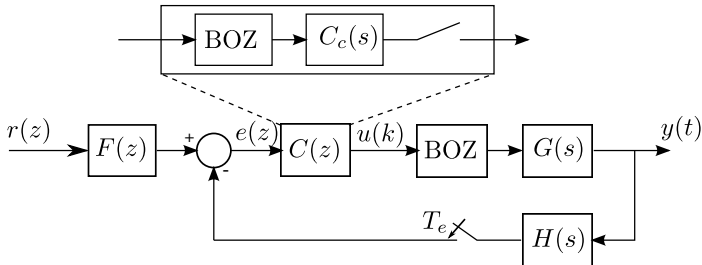 BOZ
C_c(s)
r(z)
F(z)
+
-
e(z)
C(z)
u(k)
BOZ
G(s)
y(t)
T_e
H(s)